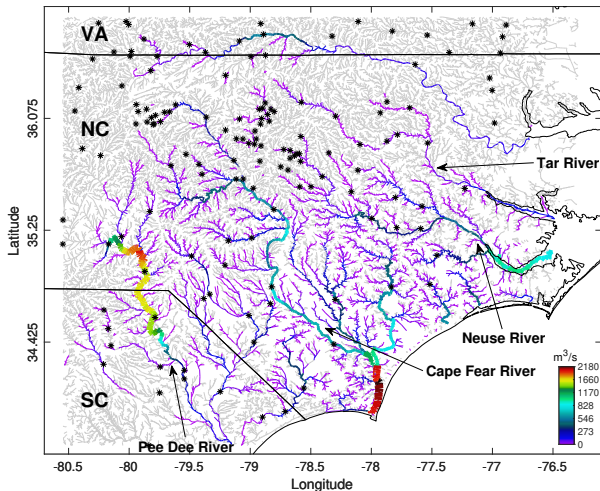 VA
36.075
NC
Tar River
Latitude
35.25
Neuse River
m³/s
34.425
Cape Fear River
2180
1660
1170
828
546
273
0
SC
Pee Dee River
-80.5 -80 -79.5 -79 -78.5 -78 -77.5 -77 -76.5
Longitude